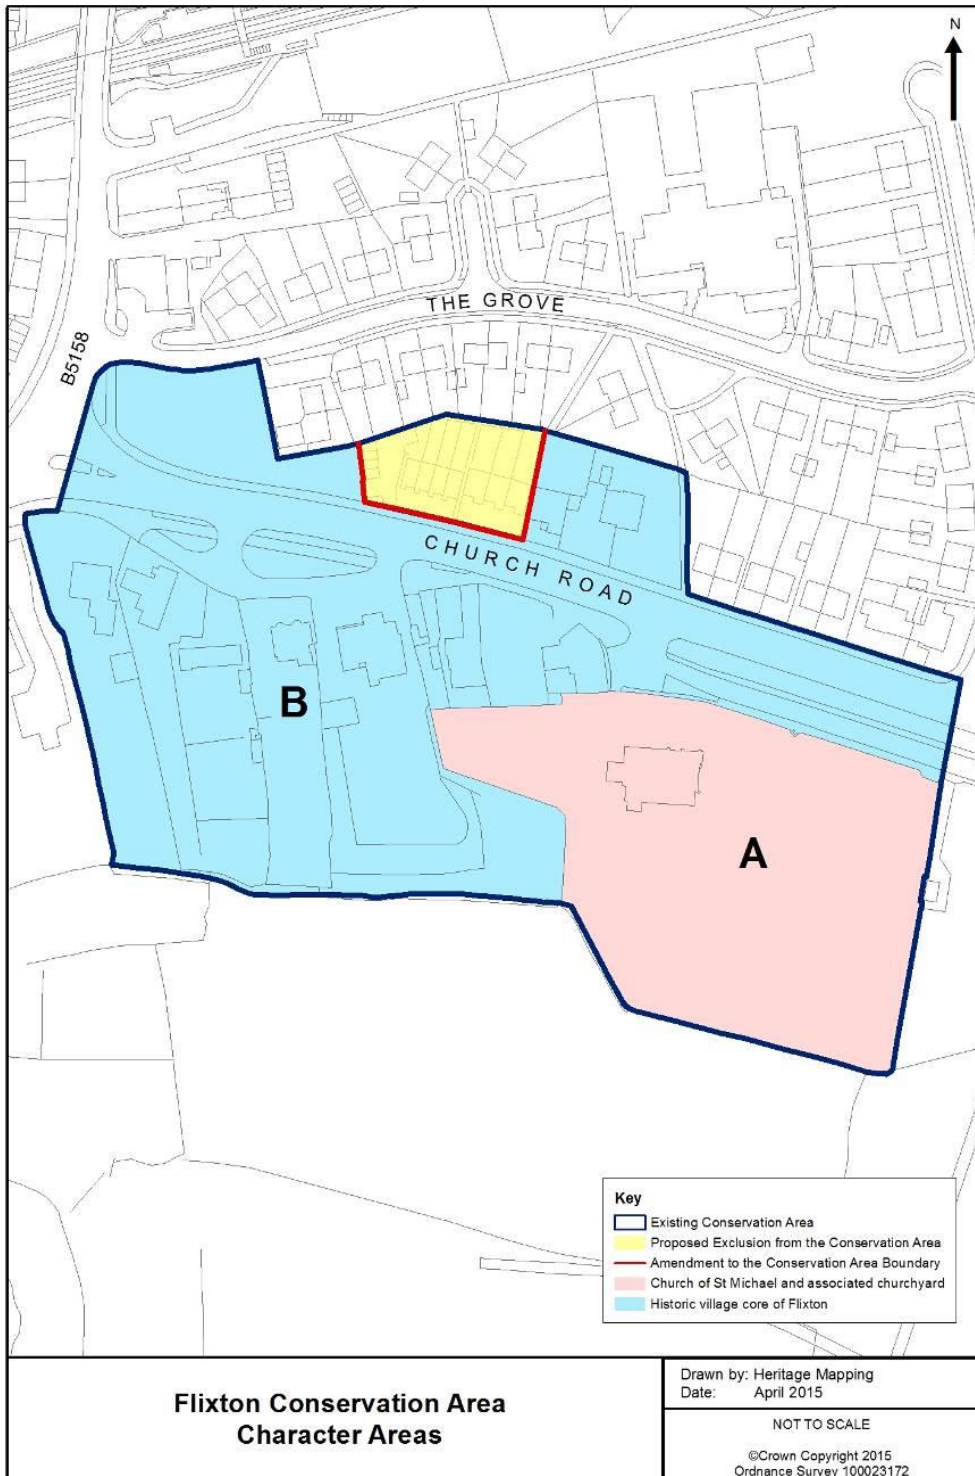 N
THE GROVE
B5158
CHURCH ROAD
B
A
Key
Existing Conservation Area
Proposed Exclusion from the Conservation Area
Amendment to the Conservation Area Boundary
Church of St Michael and associated churchyard
Historic village core of Flixton
Flixton Conservation Area
Character Areas
Drawn by: Heritage Mapping
Date: April 2015
NOT TO SCALE
©Crown Copyright 2015
Ordnance Survey 100023172